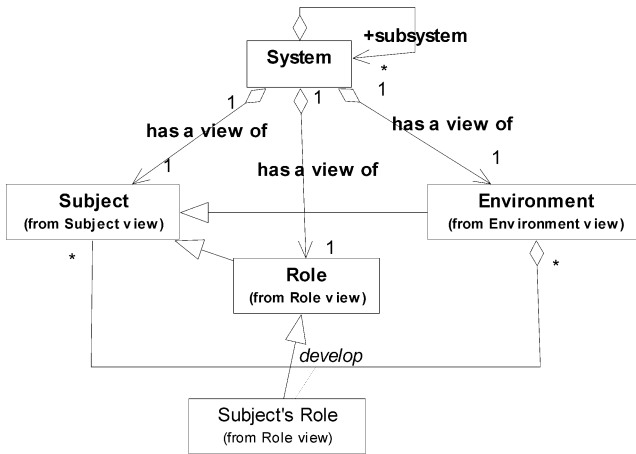 +subsystem
System
*
1
1
1
has a view of
has a view of
has a view of
1
1
Subject
(from Subject view)
Environment
(from Environment view)
*
1
*
Role
(from Role view)
develop
Subject's Role
(from Role view)